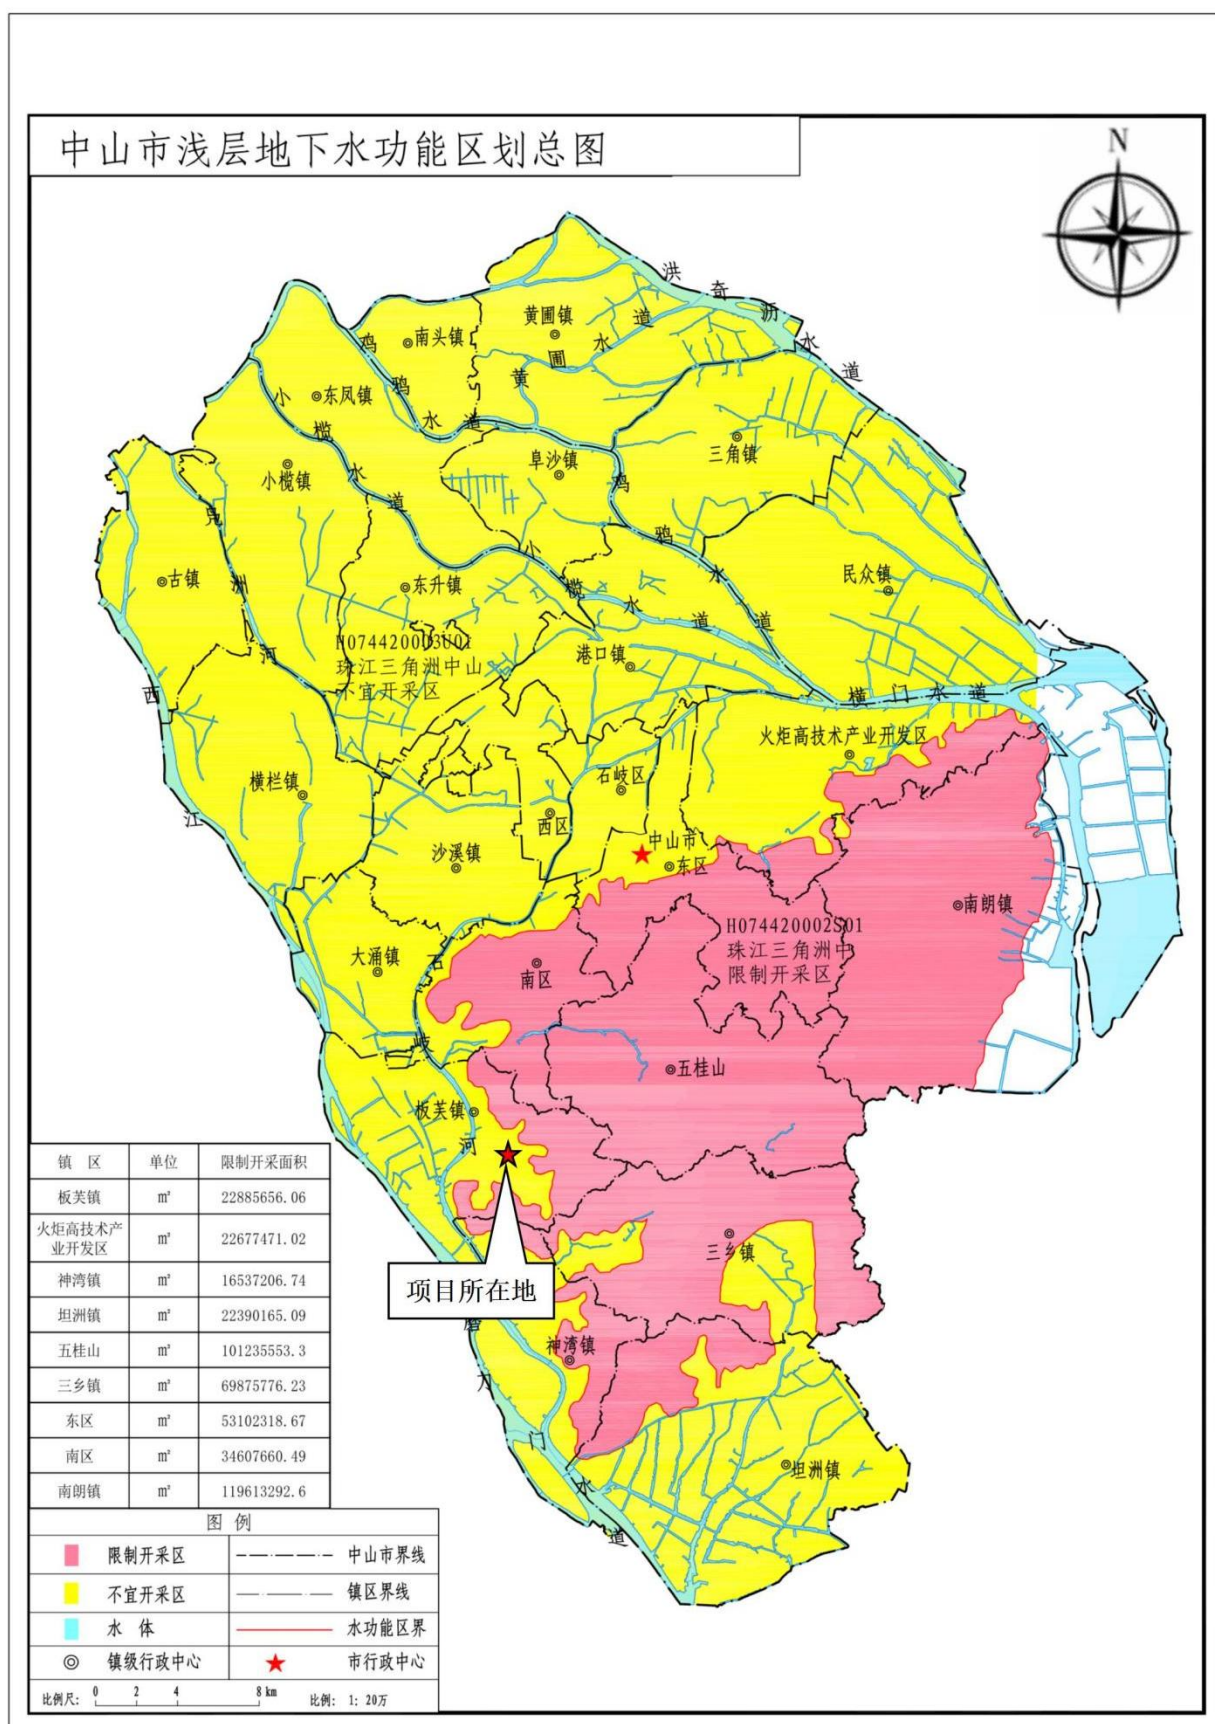 中山市浅层地下水功能区划总图
N
洪奇沥水道
黄圃镇
南头镇
黄圃水道
鸡鸦水道
东凤镇
小榄水道
三角镇
阜沙镇
小榄镇
鸡鸦水道
凫洲河
小榄水道
民众镇
古镇
东升镇
H074420003U01
珠江三角洲中山
不宜开采区
港口镇
西江
横门水道
火炬高技术产业开发区
横栏镇
石岐区
西区
中山市
东区
沙溪镇
南朗镇
H074420002S01
珠江三角洲中
限制开采区
大涌镇
石岐河
南区
五桂山
板芙镇
三乡镇
项目所在地
神湾镇
磨刀门水道
坦洲镇
镇 区 单位 限制开采面积
板芙镇 m² 22885656.06
火炬高技术产
业开发区 m² 22677471.02
神湾镇 m² 16537206.74
坦洲镇 m² 22390165.09
五桂山 m² 101235553.3
三乡镇 m² 69875776.23
东区 m² 53102318.67
南区 m² 34607660.49
南朗镇 m² 119613292.6
图 例
限制开采区 中山市界线
不宜开采区 镇区界线
水 体 水功能区界
镇级行政中心 市行政中心
比例尺: 0 2 4 8 km 比例: 1: 20万